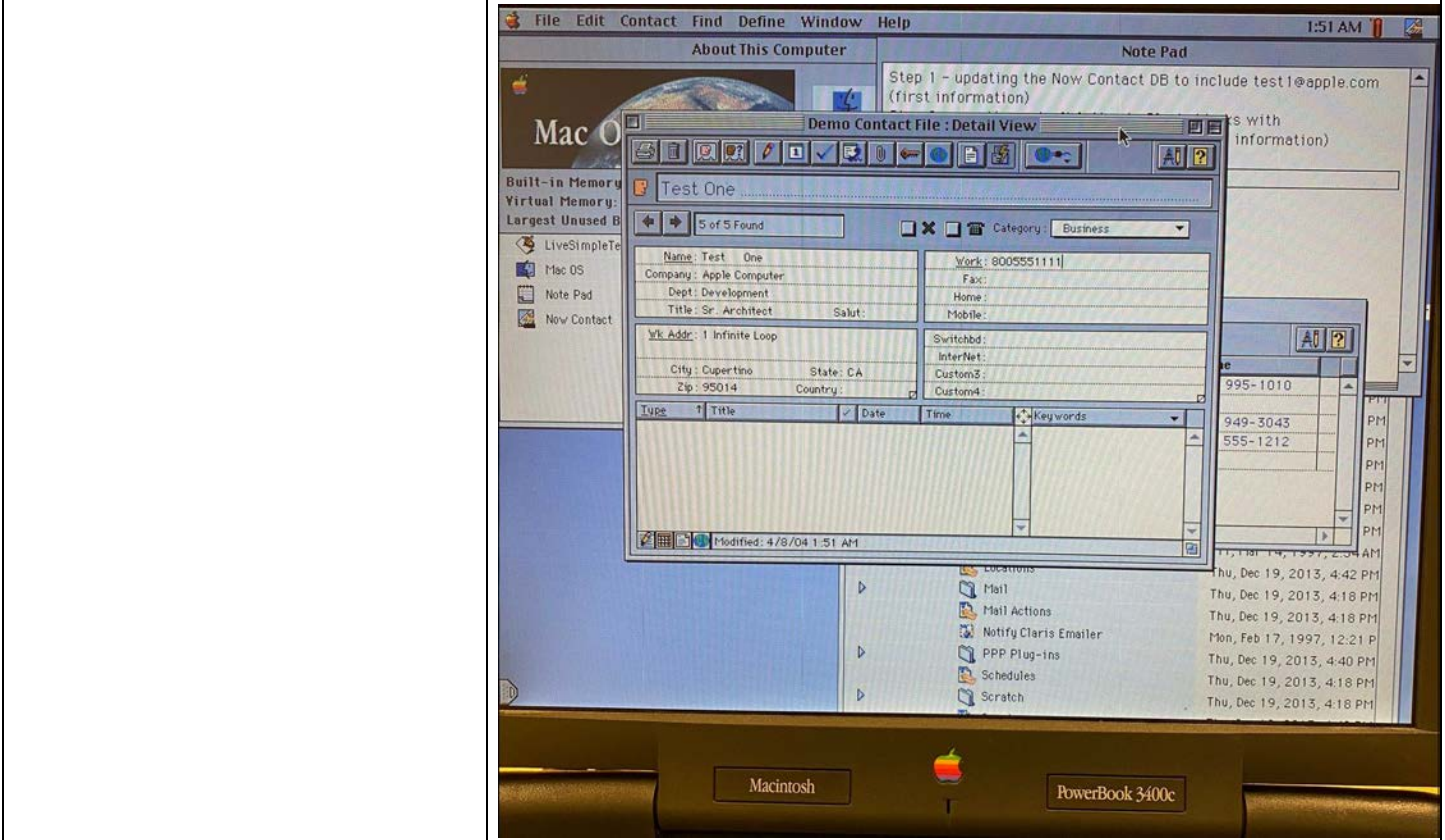 File Edit Contact Find Define Window Help 1:51 AM
About This Computer
Note Pad
Step 1 - updating the Now Contact DB to include test1@apple.com
(first information)
ks with
information)
Mac O
Built-in Memory
Virtual Memory:
Largest Unused B
LiveSimpleTe
Mac OS
Note Pad
Now Contact
Demo Contact File : Detail View
Test One
5 of 5 Found
Category: Business
Name: Test One
Company: Apple Computer
Dept: Development
Title: Sr. Architect Salut:
Work: 8005551111
Fax:
Home:
Mobile:
Wk Addr: 1 Infinite Loop
City: Cupertino State: CA
Zip: 95014 Country:
Switchbd:
InterNet:
Custom3:
Custom4:
Type Title Date Time Keywords
Modified: 4/8/04 1:51 AM
995-1010
949-3043
555-1212
PM
PM
PM
PM
PM
PM
AM
Locations Thu, Dec 19, 2013, 4:42 PM
Mail Thu, Dec 19, 2013, 4:18 PM
Mail Actions Thu, Dec 19, 2013, 4:18 PM
Notify Claris Emailer Mon, Feb 17, 1997, 12:21 P
PPP Plug-ins Thu, Dec 19, 2013, 4:40 PM
Schedules Thu, Dec 19, 2013, 4:18 PM
Scratch Thu, Dec 19, 2013, 4:18 PM
Macintosh
PowerBook 3400c